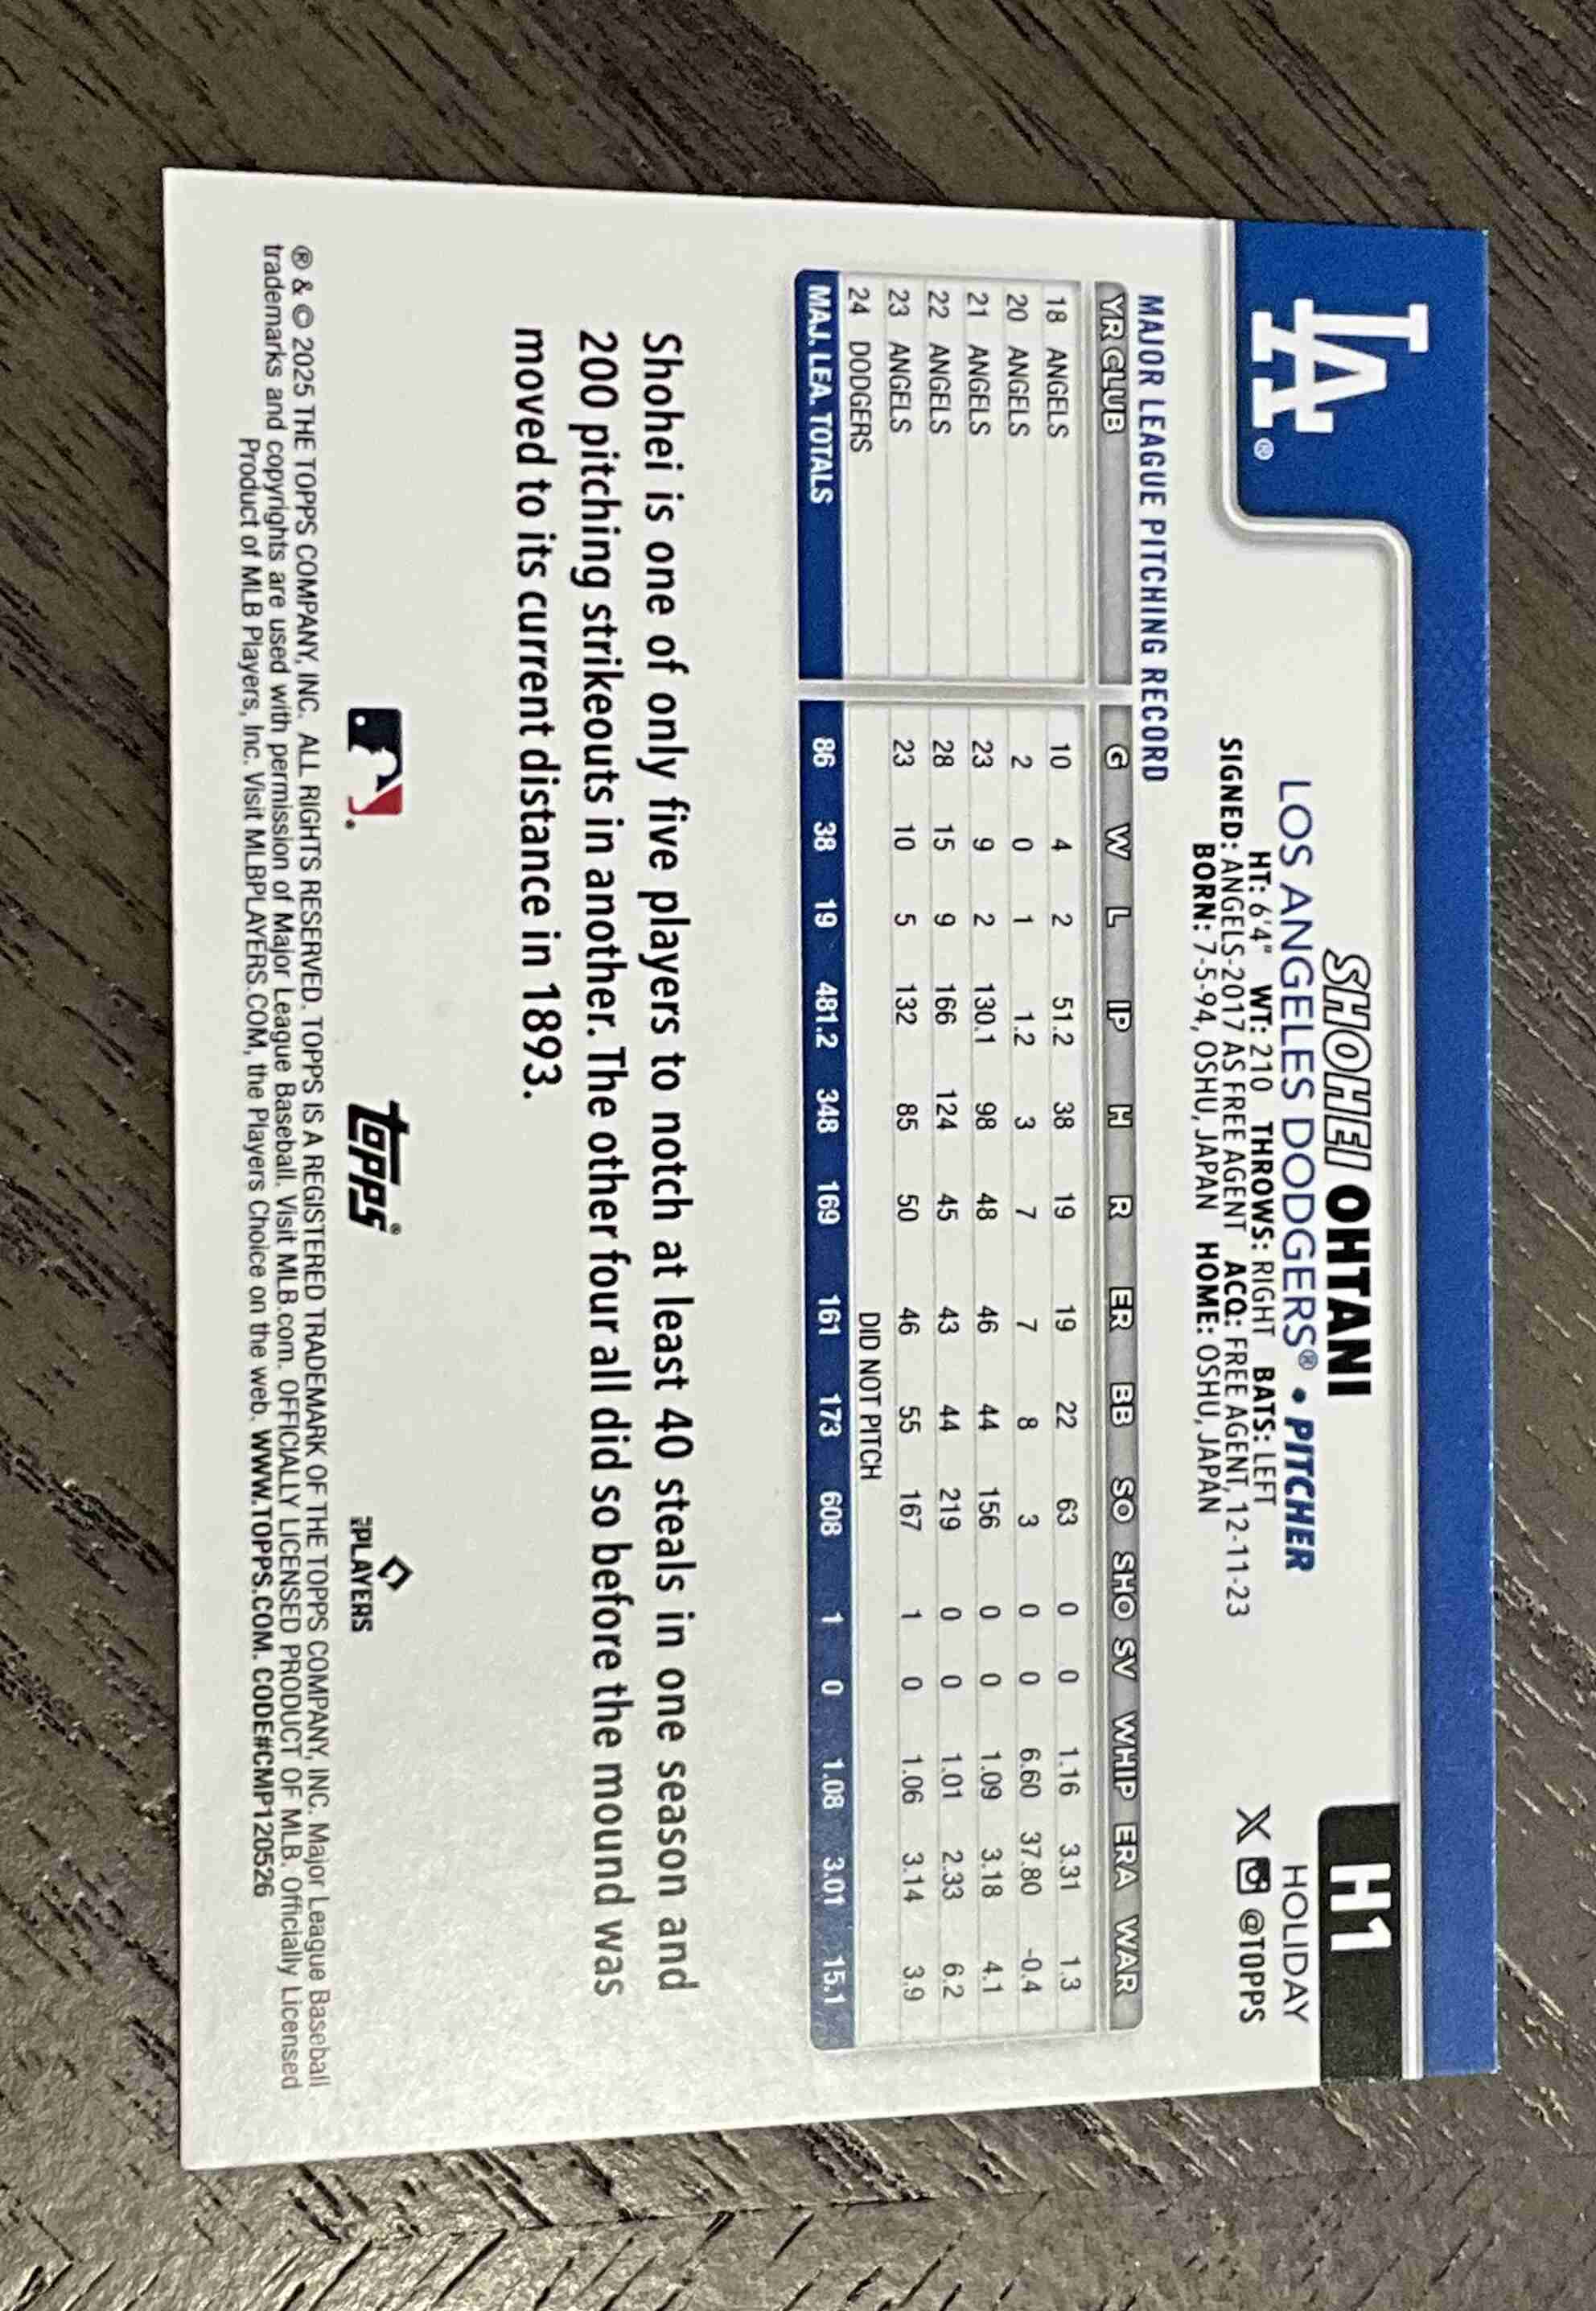 LA®
H1
SHOHEI OHTANI
HOLIDAY
LOS ANGELES DODGERS® • PITCHER
X @TOPPS
HT: 6'4" WT: 210 THROWS: RIGHT BATS: LEFT
SIGNED: ANGELS-2017 AS FREE AGENT ACQ: FREE AGENT, 12-11-23
BORN: 7-5-94, OSHU, JAPAN HOME: OSHU, JAPAN
MAJOR LEAGUE PITCHING RECORD
YR CLUB G W L IP H R ER BB SO SHO SV WHIP ERA WAR
18 ANGELS 10 4 2 51.2 38 19 19 22 63 0 0 1.16 3.31 1.3
20 ANGELS 2 0 1 1.2 3 7 7 8 3 0 0 6.60 37.80 -0.4
21 ANGELS 23 9 2 130.1 98 48 46 44 156 0 0 1.09 3.18 4.1
22 ANGELS 28 15 9 166 124 45 43 44 219 0 0 1.01 2.33 6.2
23 ANGELS 23 10 5 132 85 50 46 55 167 1 0 1.06 3.14 3.9
24 DODGERS DID NOT PITCH
MAJ. LEA. TOTALS 86 38 19 481.2 348 169 161 173 608 1 0 1.08 3.01 15.1
Shohei is one of only five players to notch at least 40 steals in one season and
200 pitching strikeouts in another. The other four all did so before the mound was
moved to its current distance in 1893.
topps®
THE PLAYERS
® & © 2025 THE TOPPS COMPANY, INC. ALL RIGHTS RESERVED. TOPPS IS A REGISTERED TRADEMARK OF THE TOPPS COMPANY, INC. Major League Baseball
trademarks and copyrights are used with permission of Major League Baseball. Visit MLB.com. OFFICIALLY LICENSED PRODUCT OF MLB. Officially Licensed
Product of MLB Players, Inc. Visit MLBPLAYERS.COM, the Players Choice on the web. WWW.TOPPS.COM. CODE#CMP120526